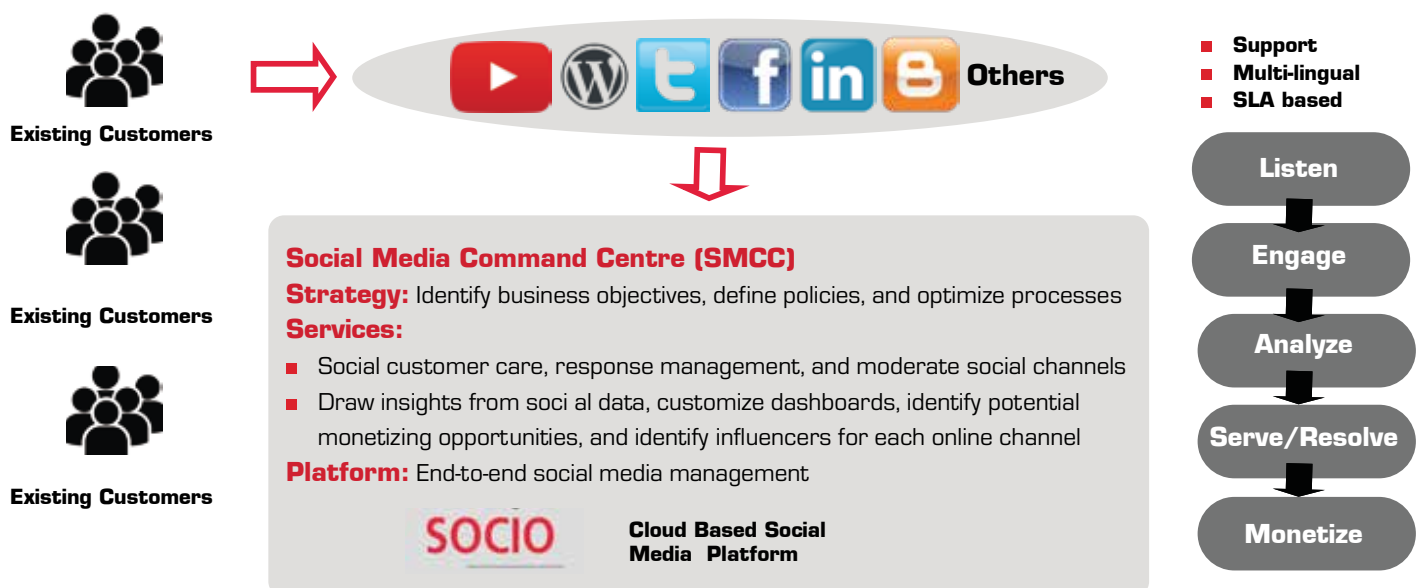 Existing Customers
Existing Customers
Existing Customers
Others
Social Media Command Centre (SMCC)
Strategy: Identify business objectives, define policies, and optimize processes
Services:
Social customer care, response management, and moderate social channels
Draw insights from soci al data, customize dashboards, identify potential
monetizing opportunities, and identify influencers for each online channel
Platform: End-to-end social media management
SOCIO
Cloud Based Social
Media Platform
Support
Multi-lingual
SLA based
Listen
Engage
Analyze
Serve/Resolve
Monetize